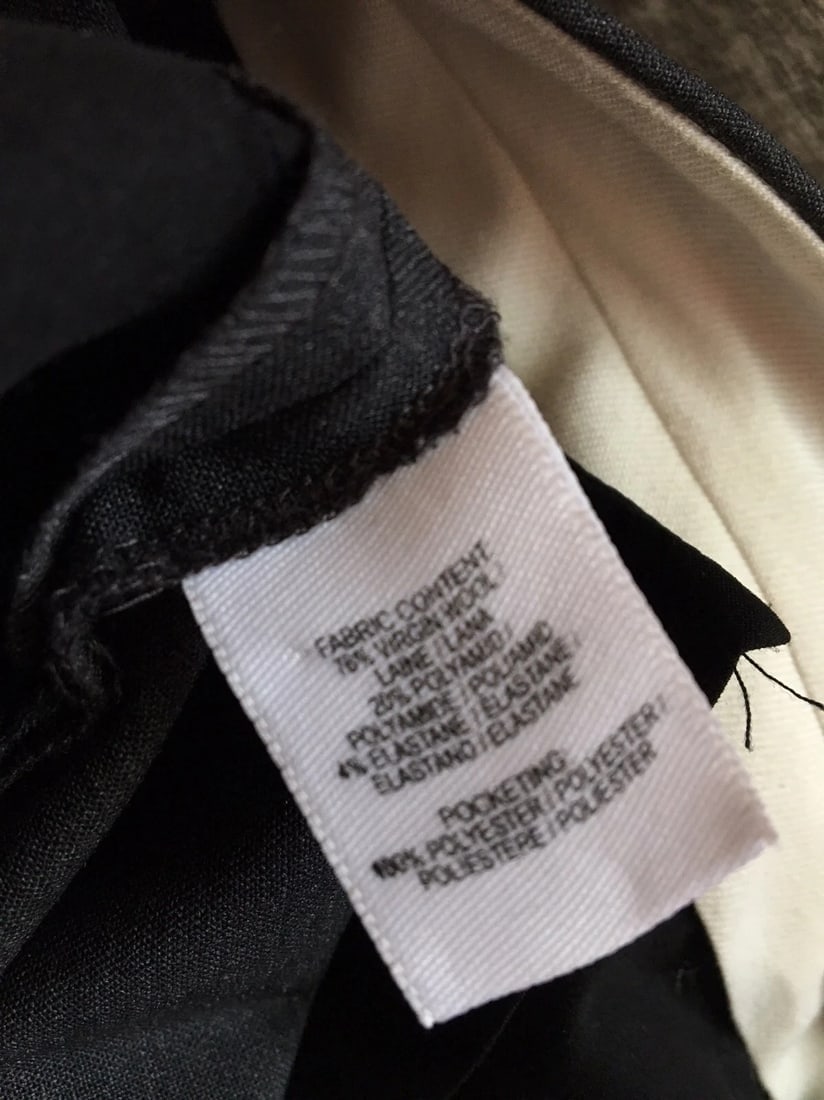 FABRIC CONTENT
76% VIRGIN WOOL/
LAINE / LANA
20% POLYAMID/
POLYAMIDE / POLIAMID
4% ELASTANE / ELASTANE/
ELASTANO / ELASTANE
POCKETING
100% POLYESTER / POLYESTER/
POLIESTERE / POLIESTER